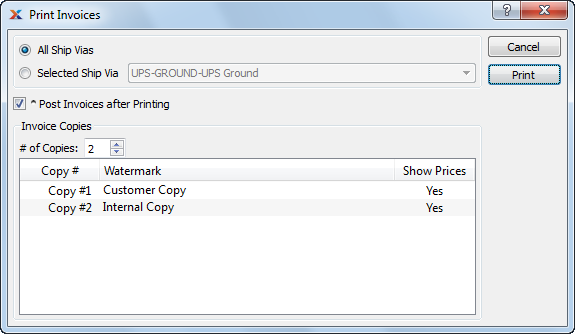 Print Invoices
?
All Ship Vias
Cancel
Selected Ship Via UPS-GROUND-UPS Ground
Print
^ Post Invoices after Printing
Invoice Copies
# of Copies: 2
Copy # Watermark Show Prices
Copy #1 Customer Copy Yes
Copy #2 Internal Copy Yes